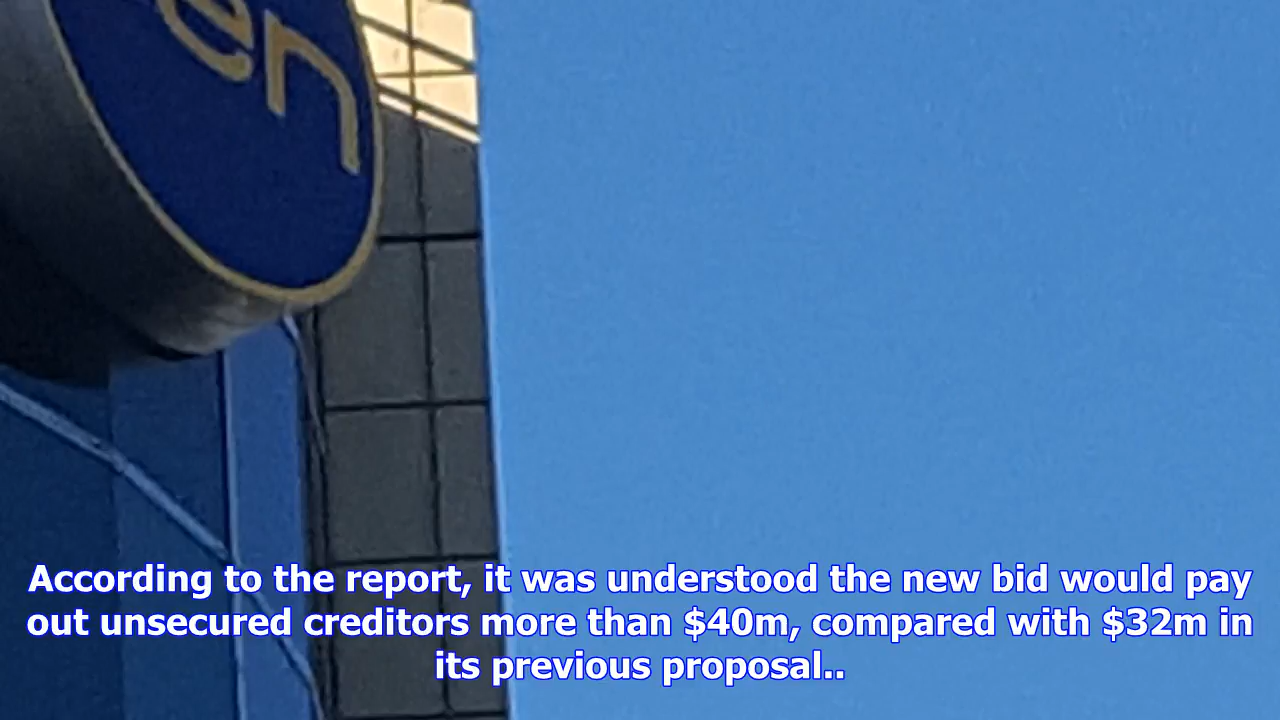 en
According to the report, it was understood the new bid would pay
out unsecured creditors more than $40m, compared with $32m in
its previous proposal..